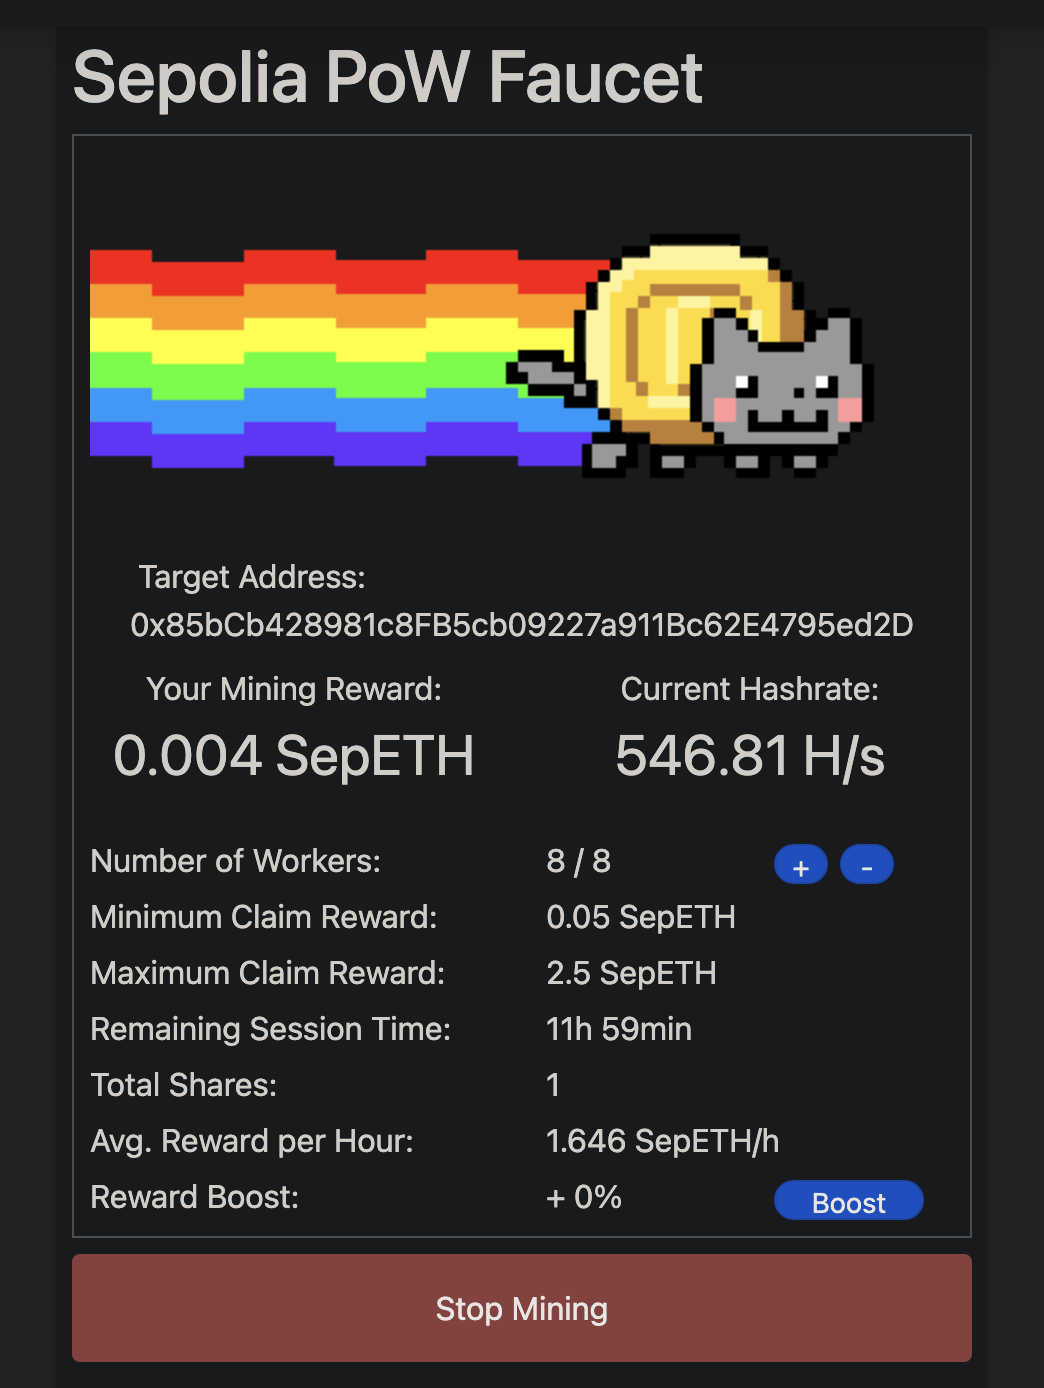 Sepolia PoW Faucet
Target Address:
0x85bCb428981c8FB5cb09227a911Bc62E4795ed2D
Your Mining Reward: Current Hashrate:
0.004 SepETH 546.81 H/s
Number of Workers: 8 / 8 + -
Minimum Claim Reward: 0.05 SepETH
Maximum Claim Reward: 2.5 SepETH
Remaining Session Time: 11h 59min
Total Shares: 1
Avg. Reward per Hour: 1.646 SepETH/h
Reward Boost: + 0% Boost
Stop Mining